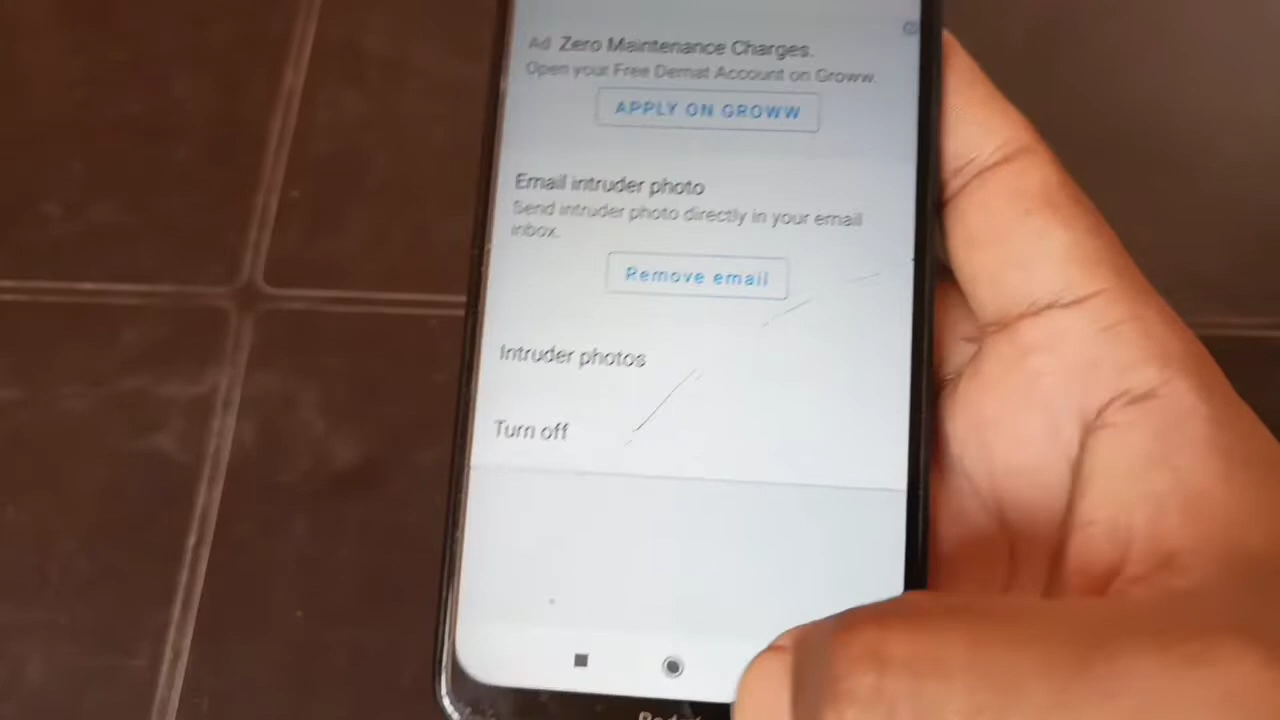 Ad Zero Maintenance Charges.
Open your Free Demat Account on Groww.
APPLY ON GROWW
Email intruder photo
Send intruder photo directly in your email
inbox.
Remove email
Intruder photos
Turn off